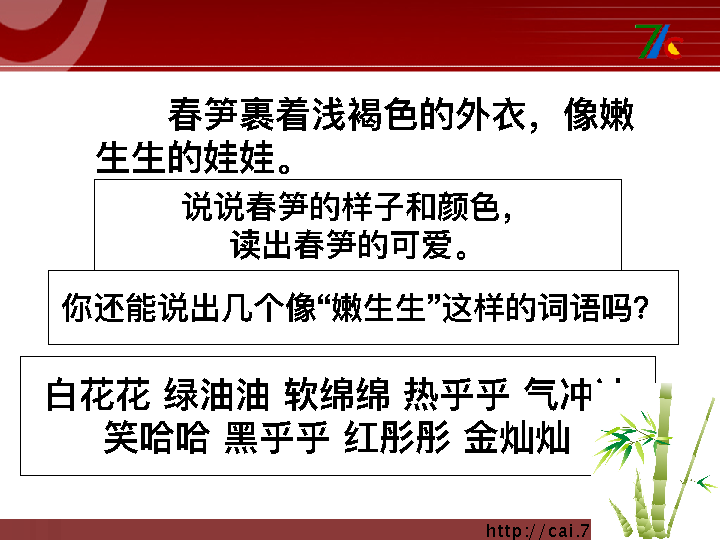 春笋裹着浅褐色的外衣，像嫩
生生的娃娃。
说说春笋的样子和颜色，
读出春笋的可爱。
你还能说出几个像“嫩生生”这样的词语吗？
白花花 绿油油 软绵绵 热乎乎 气冲
笑哈哈 黑乎乎 红彤彤 金灿灿
http://cai.7